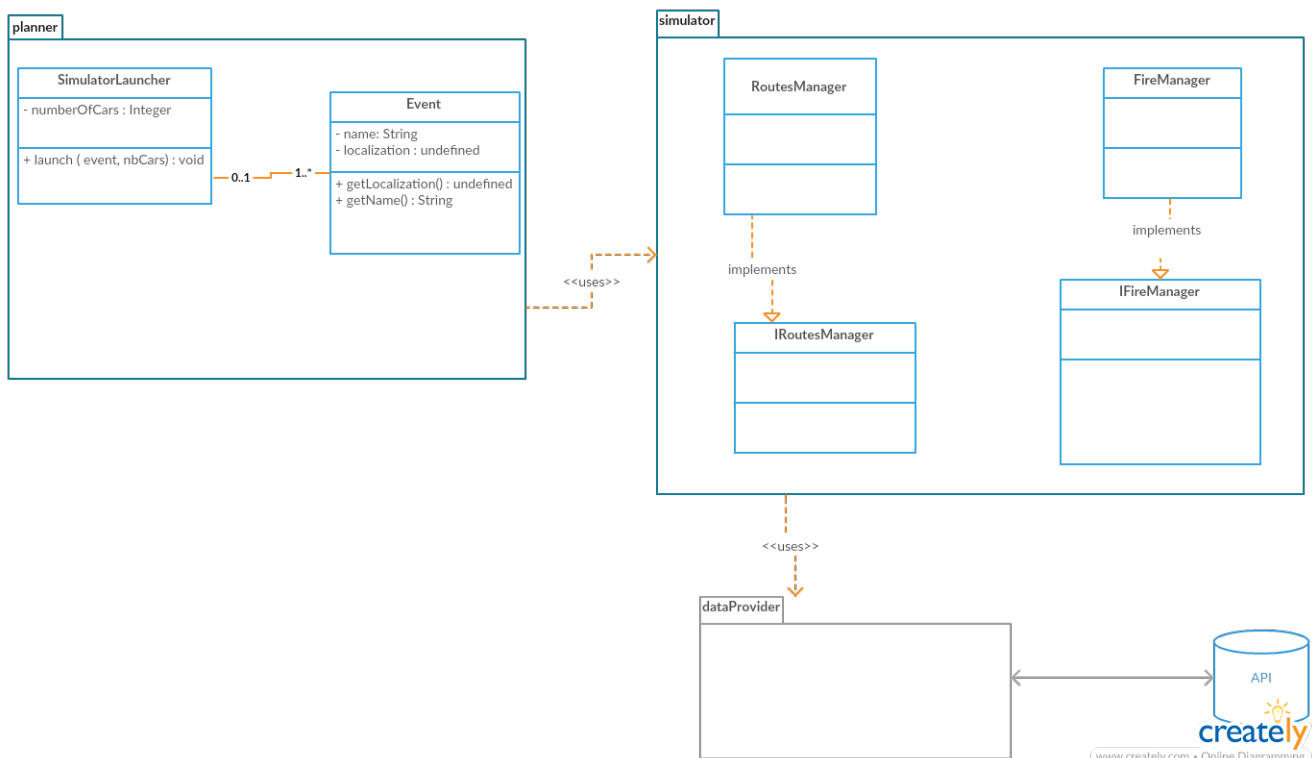 planner
SimulatorLauncher
- numberOfCars : Integer
+ launch ( event, nbCars) : void
0..1
1..*
Event
- name: String
- localization : undefined
+ getLocalization() : undefined
+ getName() : String
<<uses>>
simulator
RoutesManager
implements
IRoutesManager
FireManager
implements
IFireManager
<<uses>>
dataProvider
API
creately
www.creately.com • Online Diagramming